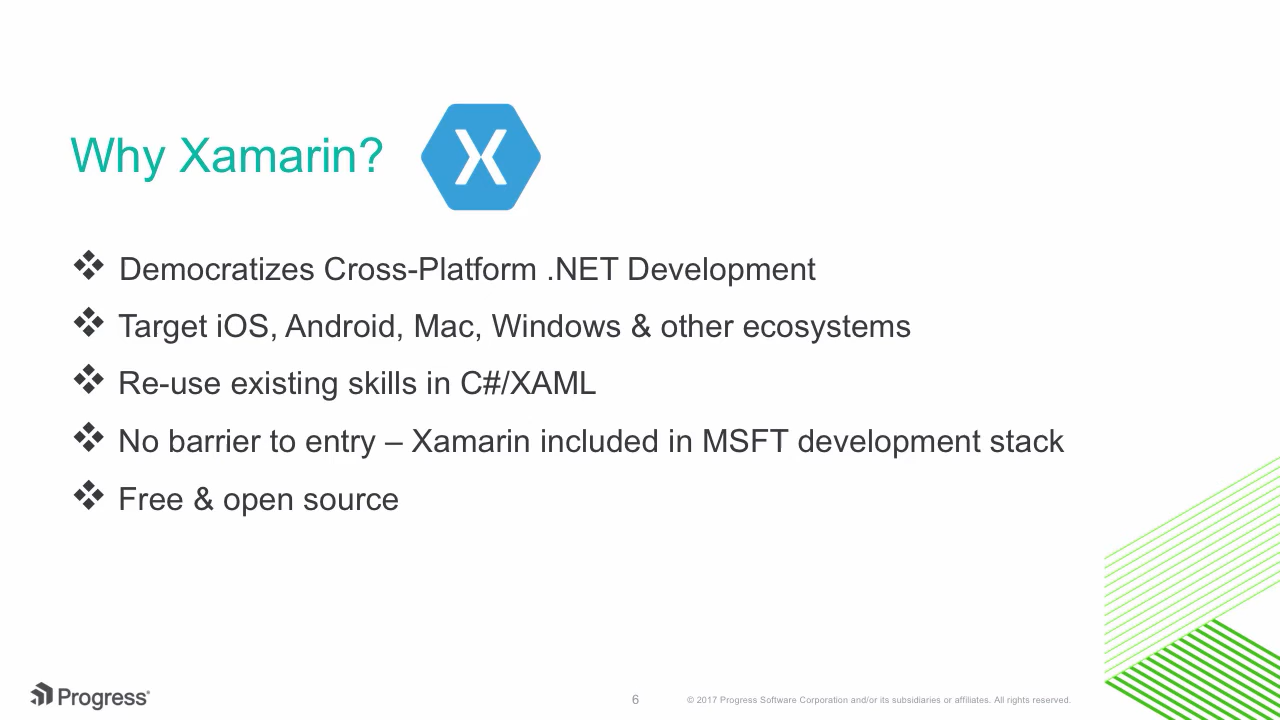 Why Xamarin?
X
Democratizes Cross-Platform .NET Development
Target iOS, Android, Mac, Windows & other ecosystems
Re-use existing skills in C#/XAML
No barrier to entry – Xamarin included in MSFT development stack
Free & open source
Progress®
6
© 2017 Progress Software Corporation and/or its subsidiaries or affiliates. All rights reserved.